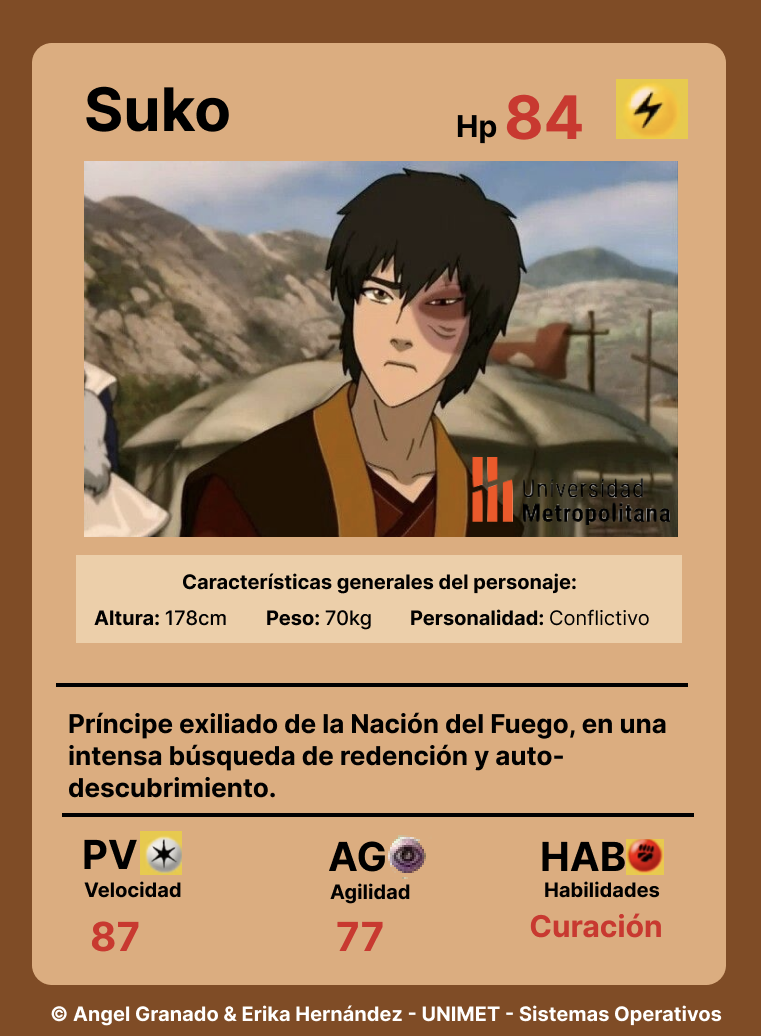 Suko
Hp 84
Universidad
Metropolitana
Características generales del personaje:
Altura: 178cm Peso: 70kg Personalidad: Conflictivo
Príncipe exiliado de la Nación del Fuego, en una
intensa búsqueda de redención y auto-
descubrimiento.
PV AG HAB
Velocidad Agilidad Habilidades
87 77 Curación
© Angel Granado & Erika Hernández - UNIMET - Sistemas Operativos